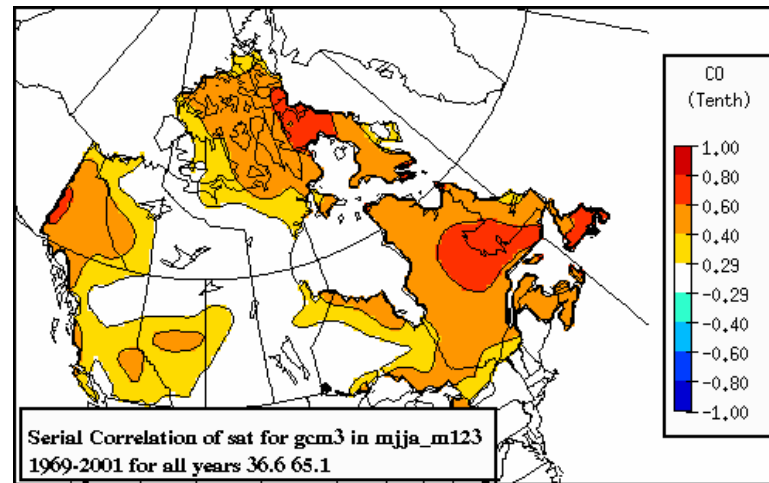 CO
(Tenth)
1.00
0.80
0.60
0.40
0.29
-0.29
-0.40
-0.60
-0.80
-1.00
Serial Correlation of sat for gcm3 in mjja_m123
1969-2001 for all years 36.6 65.1